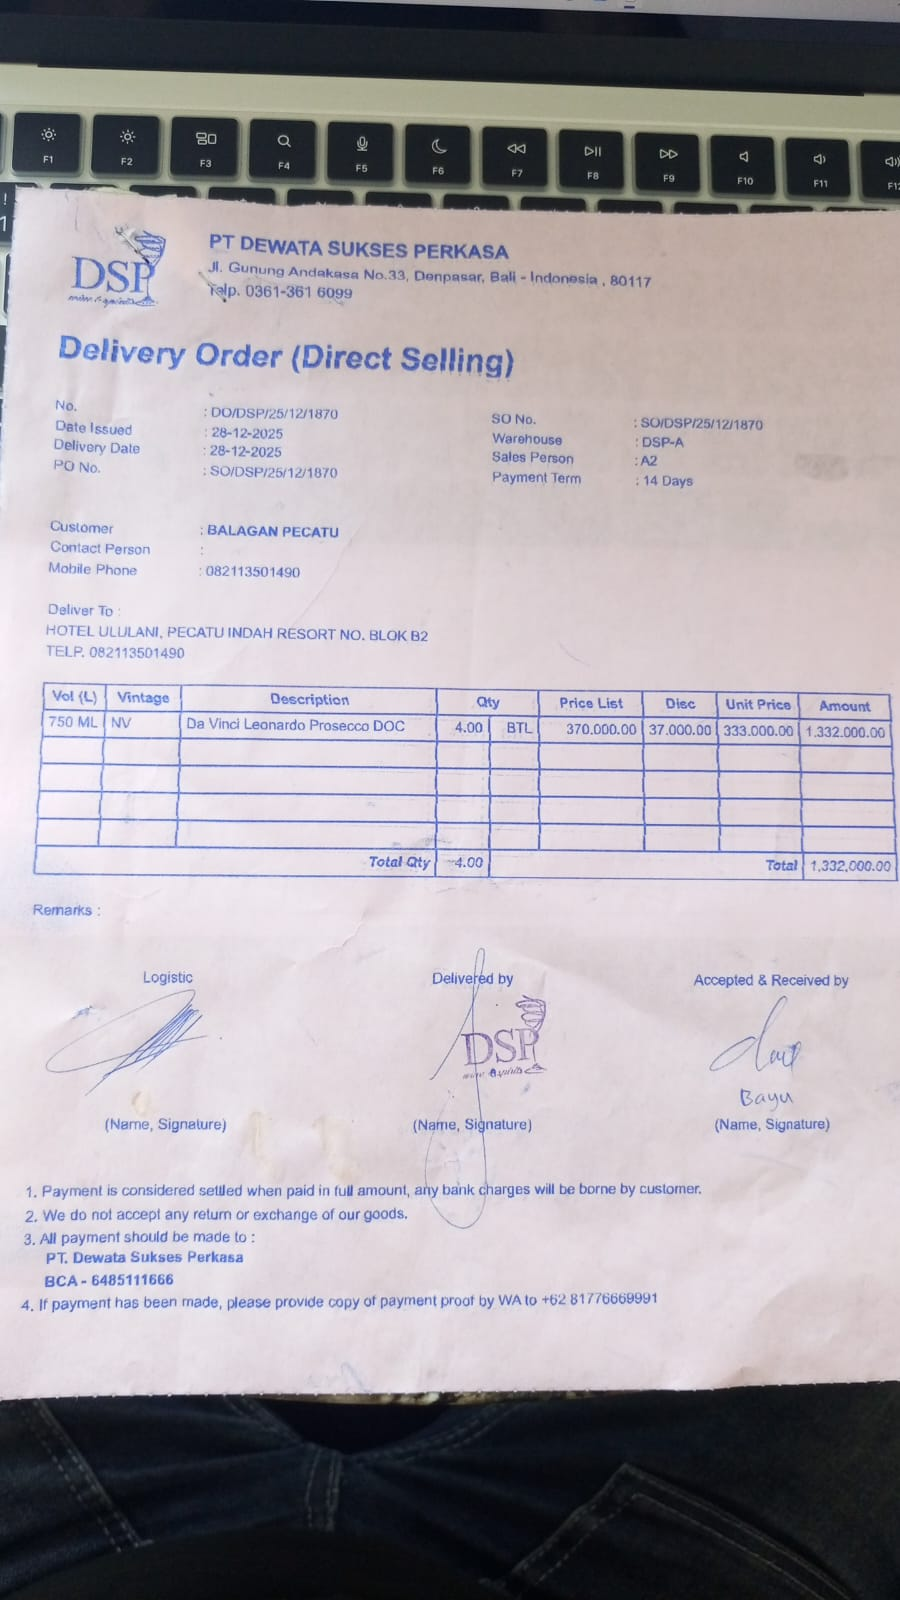 F1 F2 F3 F4 F5 F6 F7 F8 F9 F10 F11 F12
!
1
DSP
PT DEWATA SUKSES PERKASA
Jl. Gunung Andakasa No.33, Denpasar, Bali - Indonesia , 80117
Telp. 0361-361 6099
Delivery Order (Direct Selling)
No. : DO/DSP/25/12/1870
Date Issued : 28-12-2025
Delivery Date : 28-12-2025
PO No. : SO/DSP/25/12/1870
SO No. : SO/DSP/25/12/1870
Warehouse : DSP-A
Sales Person : A2
Payment Term : 14 Days
Customer : BALAGAN PECATU
Contact Person :
Mobile Phone : 082113501490
Deliver To :
HOTEL ULULANI, PECATU INDAH RESORT NO. BLOK B2
TELP. 082113501490
Vol (L) Vintage Description Qty Price List Disc Unit Price Amount
750 ML NV Da Vinci Leonardo Prosecco DOC 4.00 BTL 370.000.00 37.000.00 333.000.00 1.332.000.00
Total Qty 4.00 Total 1,332,000.00
Remarks :
Logistic Delivered by Accepted & Received by
DSP
Bayu
(Name, Signature) (Name, Signature) (Name, Signature)
1. Payment is considered settled when paid in full amount, any bank charges will be borne by customer.
2. We do not accept any return or exchange of our goods.
3. All payment should be made to :
PT. Dewata Sukses Perkasa
BCA - 6485111666
4. If payment has been made, please provide copy of payment proof by WA to +62 81776669991